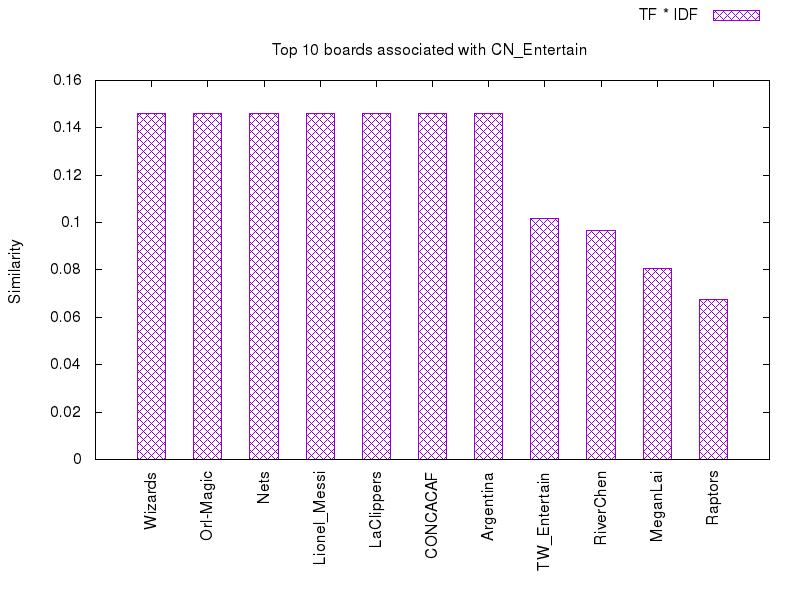 TF * IDF
Top 10 boards associated with CN_Entertain
0.16
0.14
0.12
0.1
0.08
0.06
0.04
0.02
0
Similarity
Wizards
Orl-Magic
Nets
Lionel_Messi
LaClippers
CONCACAF
Argentina
TW_Entertain
RiverChen
MeganLai
Raptors